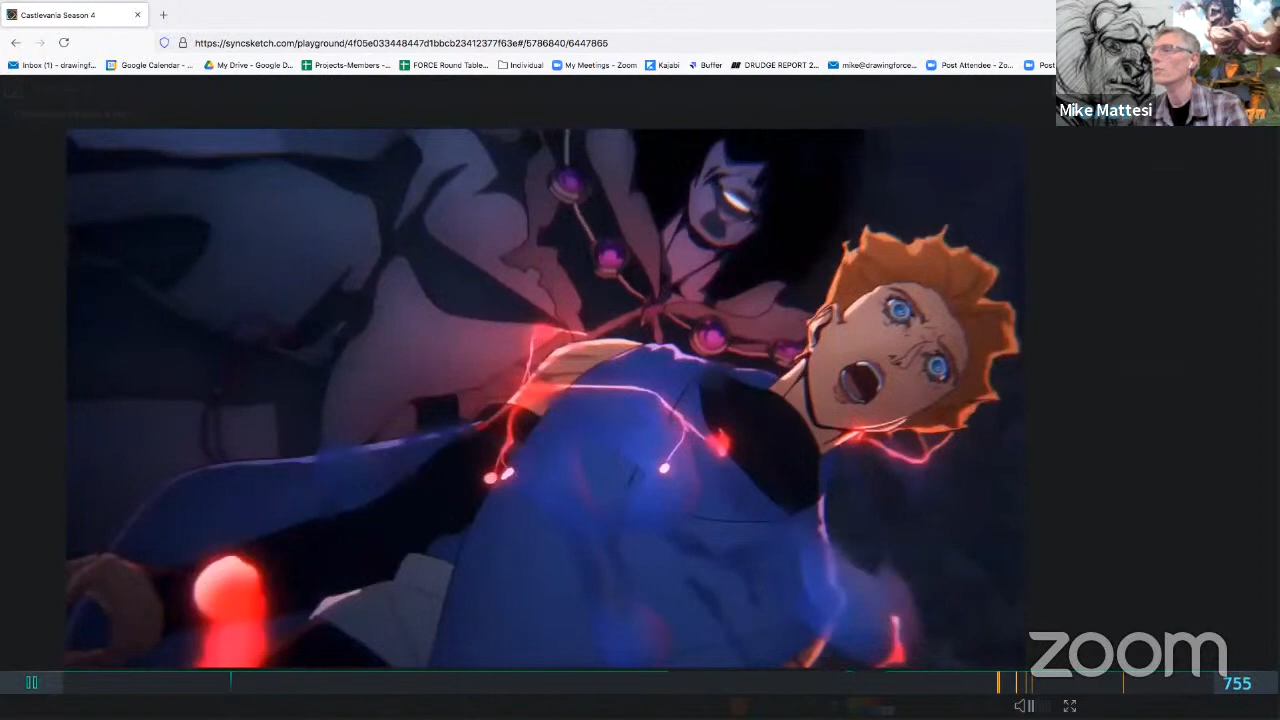 Castlevania Season 4
https://syncsketch.com/playground/4f05e033448447d1bbcb23412377f63e#/5786840/6447865
Inbox (1) - drawingf... Google Calendar - ... My Drive - Google D... Projects-Members -... FORCE Round Table... Individual My Meetings - Zoom Kajabi Buffer DRUDGE REPORT 2... mike@drawingforce... Post Attendee - Zo... Post
Mike Mattesi
zoom
755